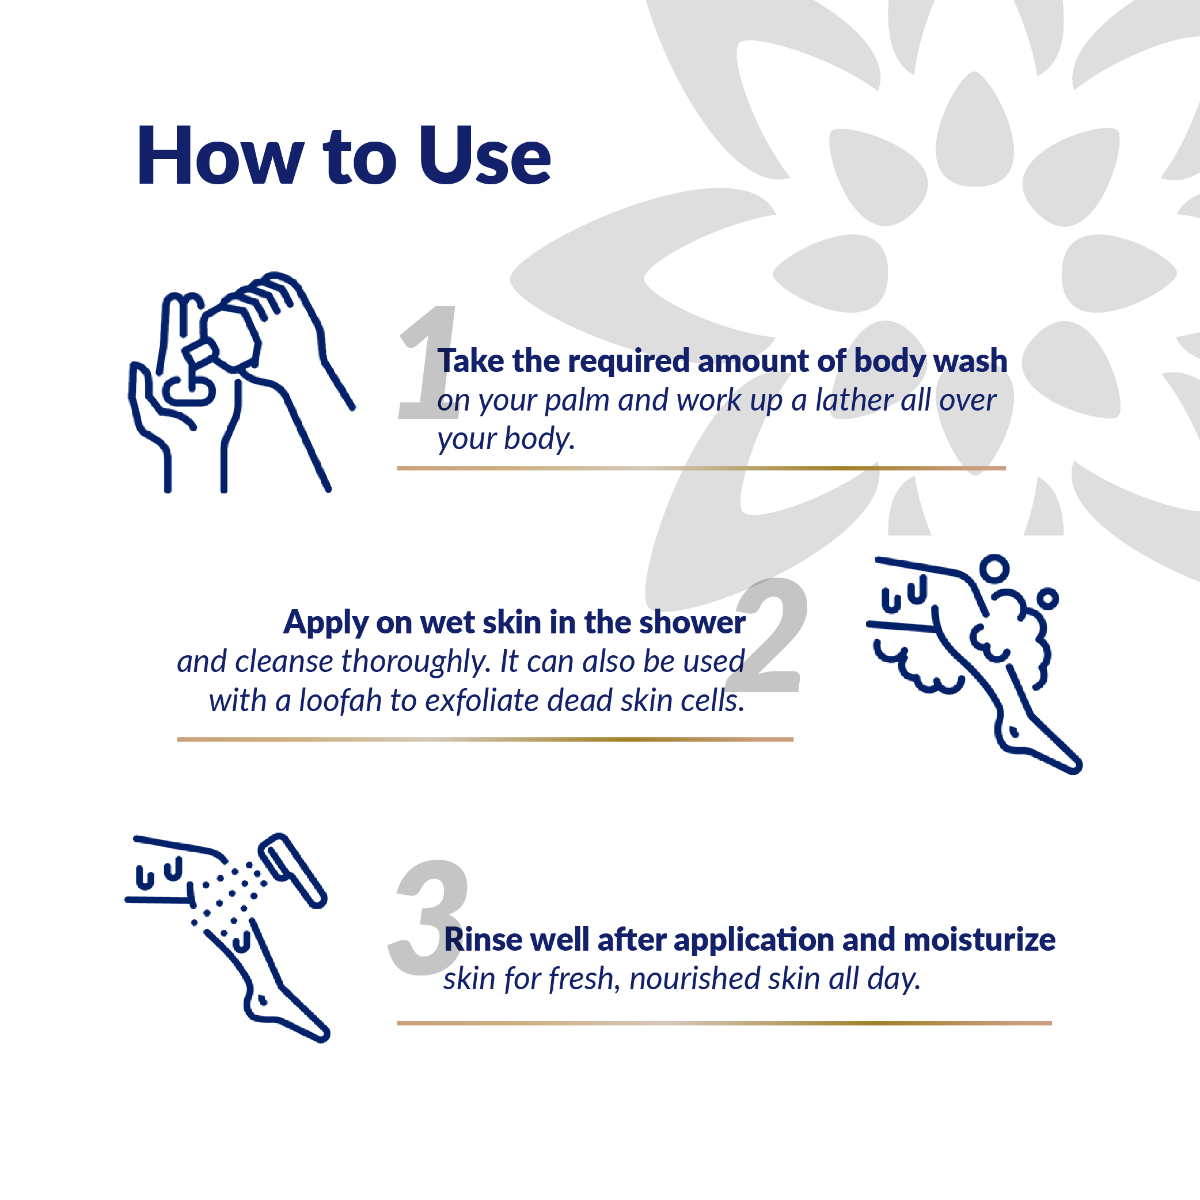 How to Use
1
Take the required amount of body wash
on your palm and work up a lather all over
your body.
2
Apply on wet skin in the shower
and cleanse thoroughly. It can also be used
with a loofah to exfoliate dead skin cells.
3
Rinse well after application and moisturize
skin for fresh, nourished skin all day.